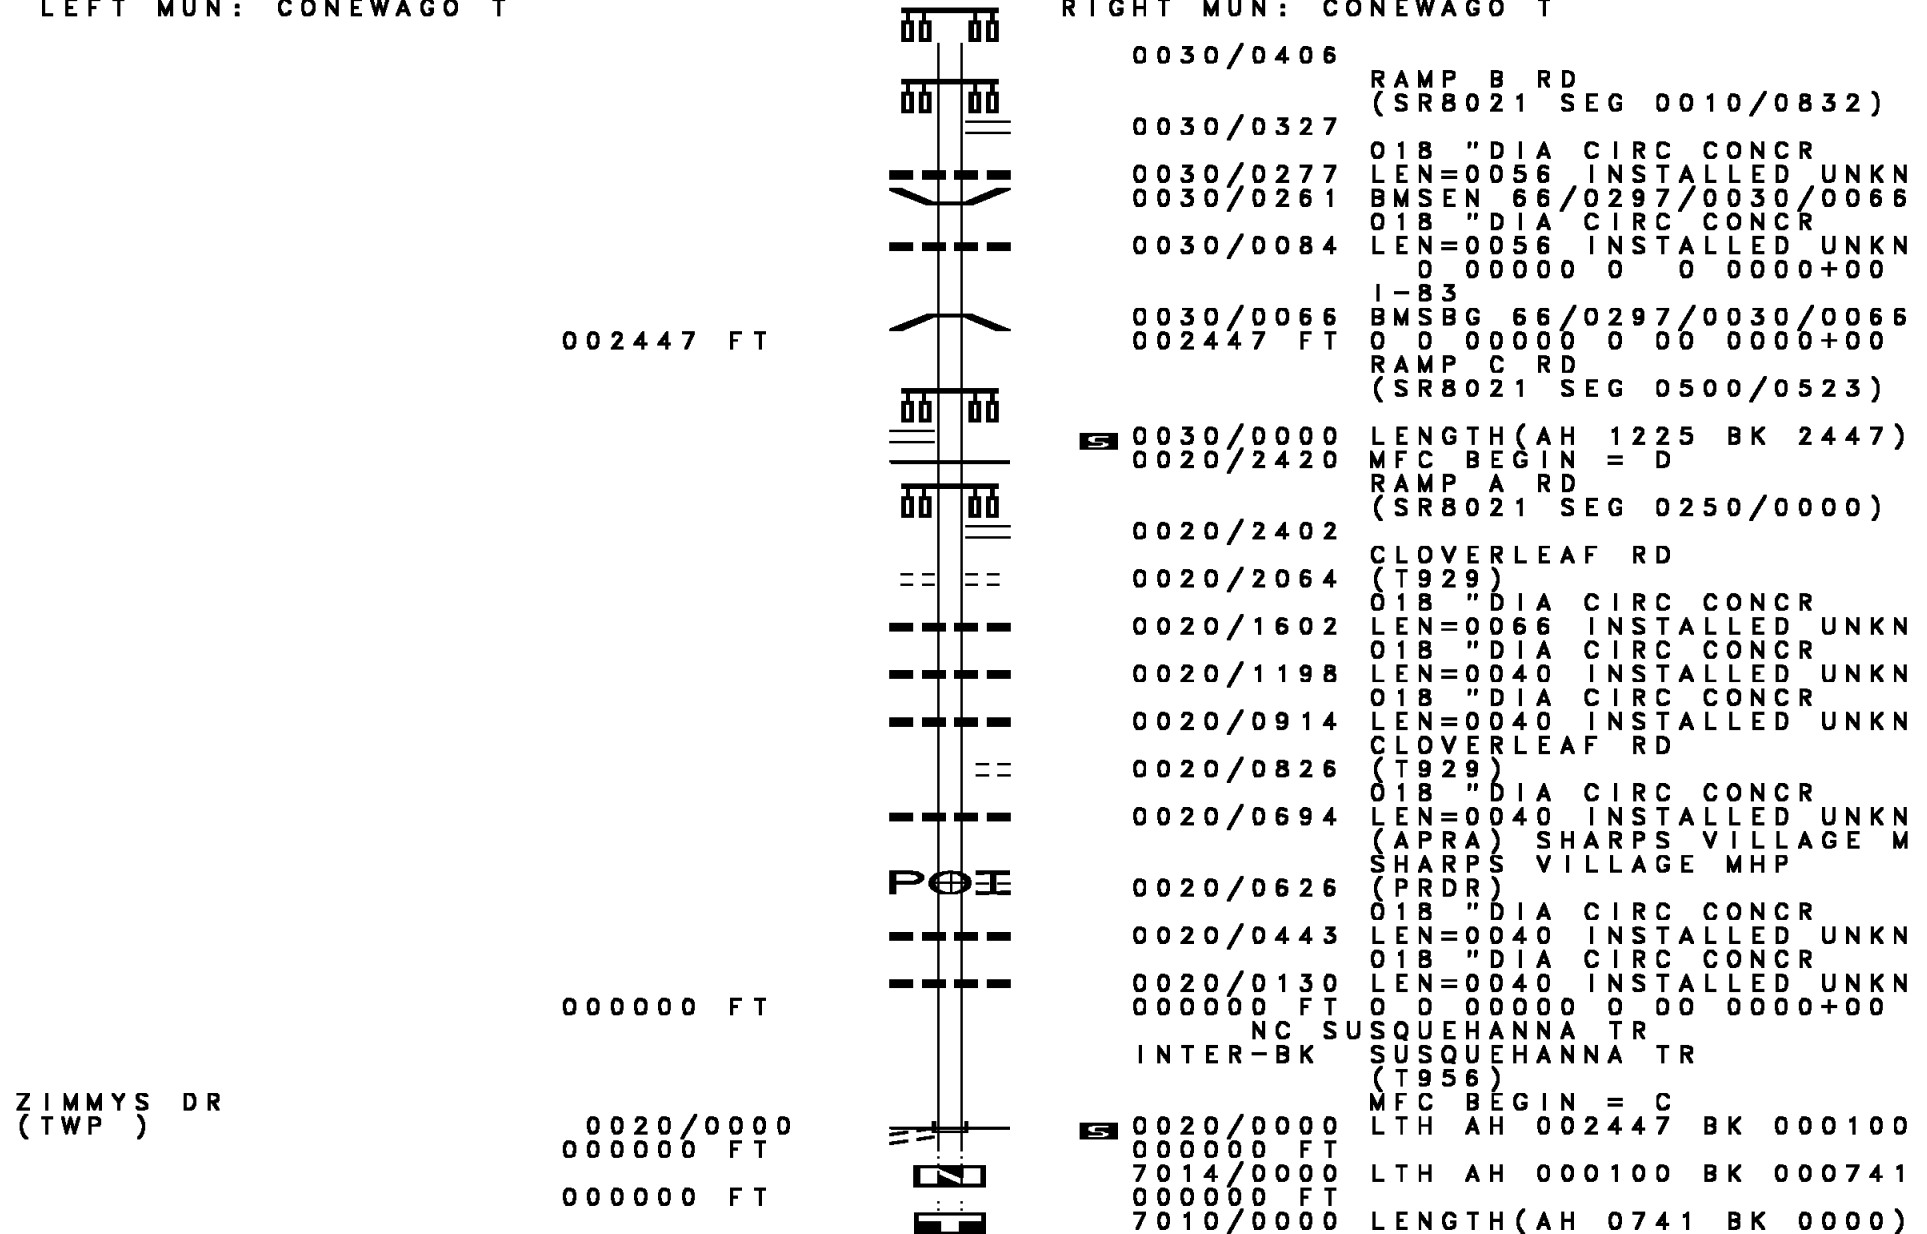 LEFT MUN: CONEWAGO T RIGHT MUN: CONEWAGO T
0030/0406
RAMP B RD
(SR8021 SEG 0010/0832)
0030/0327
018 "DIA CIRC CONCR
0030/0277 LEN=0056 INSTALLED UNKN
0030/0261 BMSEN 66/0297/0030/0066
018 "DIA CIRC CONCR
0030/0084 LEN=0056 INSTALLED UNKN
0 00000 0 0 0000+00
I-83
0030/0066 BMSBG 66/0297/0030/0066
002447 FT 002447 FT 0 0 00000 0 00 0000+00
RAMP C RD
(SR8021 SEG 0500/0523)
S 0030/0000 LENGTH(AH 1225 BK 2447)
0020/2420 MFC BEGIN = D
RAMP A RD
(SR8021 SEG 0250/0000)
0020/2402
CLOVERLEAF RD
0020/2064 (T929)
018 "DIA CIRC CONCR
0020/1602 LEN=0066 INSTALLED UNKN
018 "DIA CIRC CONCR
0020/1198 LEN=0040 INSTALLED UNKN
018 "DIA CIRC CONCR
0020/0914 LEN=0040 INSTALLED UNKN
CLOVERLEAF RD
0020/0826 (T929)
018 "DIA CIRC CONCR
0020/0694 LEN=0040 INSTALLED UNKN
(APRA) SHARPS VILLAGE M
SHARPS VILLAGE MHP
POI 0020/0626 (PRDR)
018 "DIA CIRC CONCR
0020/0443 LEN=0040 INSTALLED UNKN
018 "DIA CIRC CONCR
0020/0130 LEN=0040 INSTALLED UNKN
000000 FT 000000 FT 0 0 00000 0 00 0000+00
NC SUSQUEHANNA TR
INTER-BK SUSQUEHANNA TR
(T956)
ZIMMYS DR MFC BEGIN = C
(TWP ) 0020/0000 S 0020/0000 LTH AH 002447 BK 000100
000000 FT 000000 FT
N 7014/0000 LTH AH 000100 BK 000741
000000 FT 000000 FT
7010/0000 LENGTH(AH 0741 BK 0000)